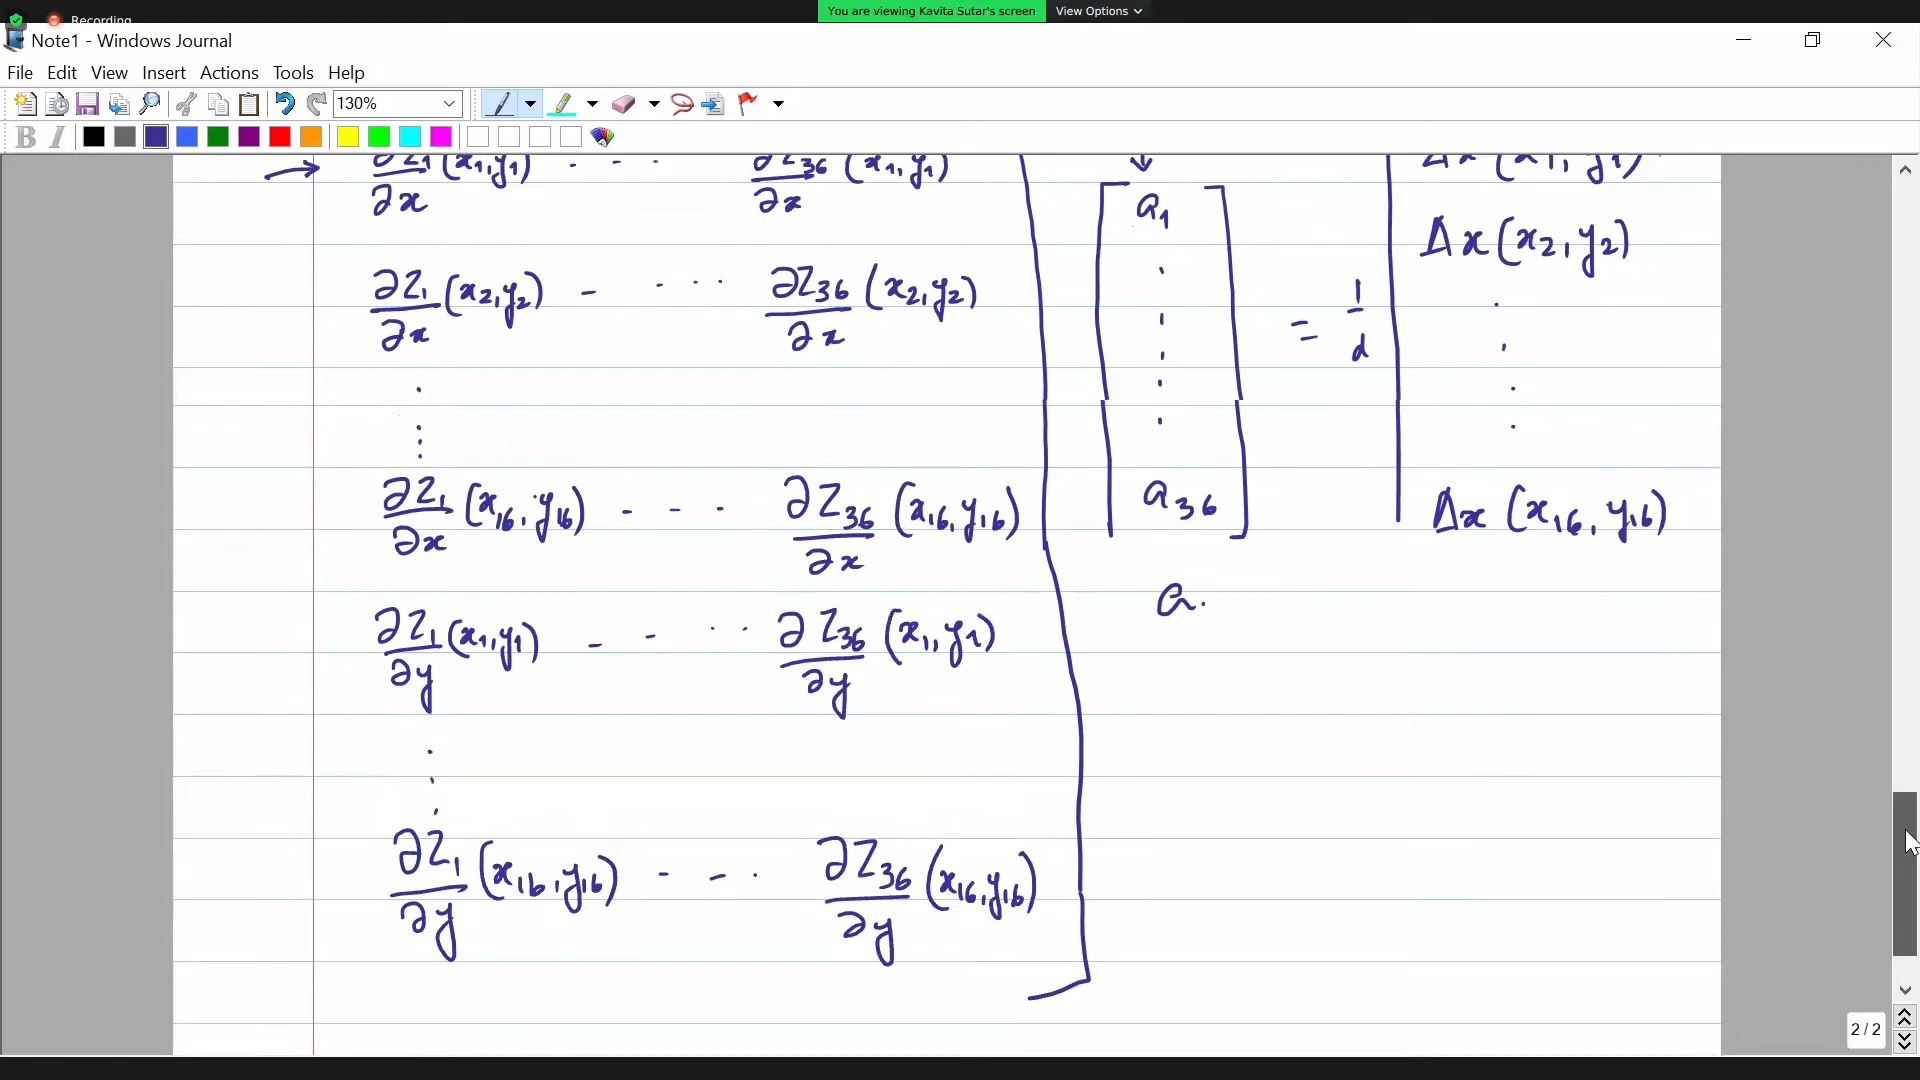 Recording
You are viewing Kavita Sutar's screen View Options
Note1 - Windows Journal
File Edit View Insert Actions Tools Help
130%
B I
∂Z₁/∂x (x₁,y₁) - - - ∂Z₃₆/∂x (x₁,y₁)
a₁
Δx (x₁, y₁)
Δx (x₂, y₂)
∂Z₁/∂x (x₂,y₂) - · · · ∂Z₃₆/∂x (x₂,y₂)
= 1/d
∂Z₁/∂x (x₁₆,y₁₆) - - - ∂Z₃₆/∂x (x₁₆,y₁₆)
a₃₆
Δx (x₁₆, y₁₆)
a.
∂Z₁/∂y (x₁,y₁) - - · · ∂Z₃₆/∂y (x₁,y₁)
∂Z₁/∂y (x₁₆,y₁₆) - - · ∂Z₃₆/∂y (x₁₆,y₁₆)
2 / 2